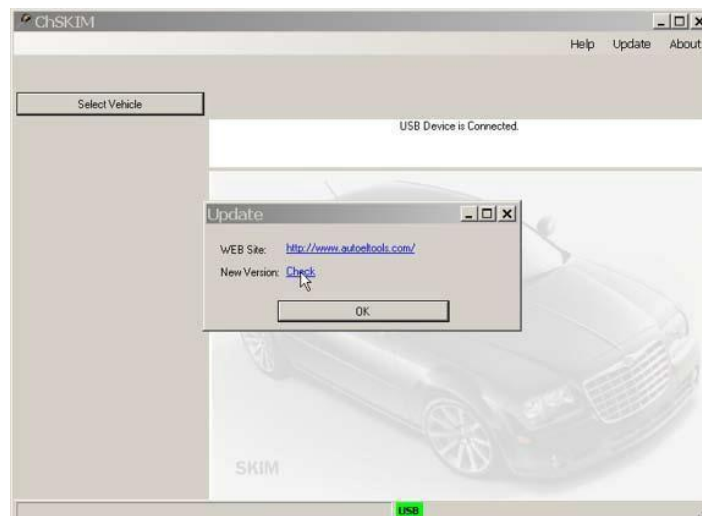 ChSKIM
Help Update About
Select Vehicle
USB Device is Connected.
Update
WEB Site: http://www.autoeltools.com/
New Version: Check
OK
SKIM
USB